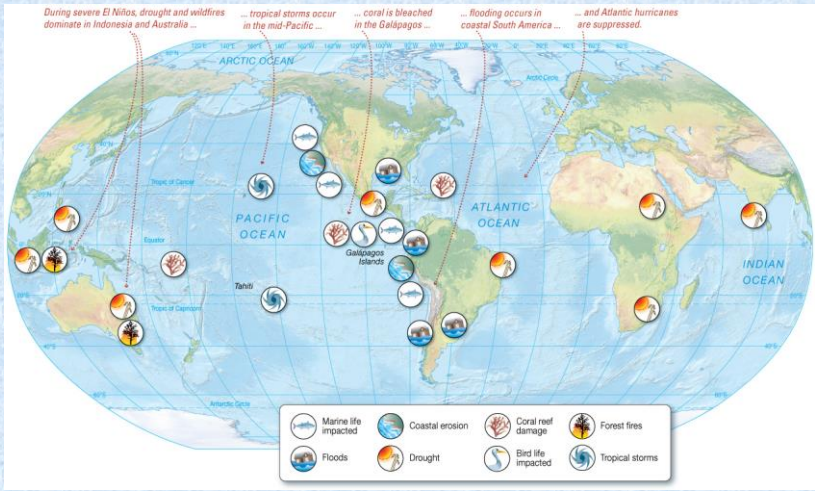 During severe El Niños, drought and wildfires
dominate in Indonesia and Australia ...
... tropical storms occur
in the mid-Pacific ...
... coral is bleached
in the Galápagos ...
... flooding occurs in
coastal South America ...
... and Atlantic hurricanes
are suppressed.
ARCTIC OCEAN
Arctic Circle
Tropic of Cancer
PACIFIC
OCEAN
ATLANTIC
OCEAN
Equator
Galápagos
Islands
INDIAN
OCEAN
Tahiti
Tropic of Capricorn
40°S
40°S
Antarctic Circle
Marine life
impacted
Coastal erosion
Coral reef
damage
Forest fires
Floods
Drought
Bird life
impacted
Tropical storms